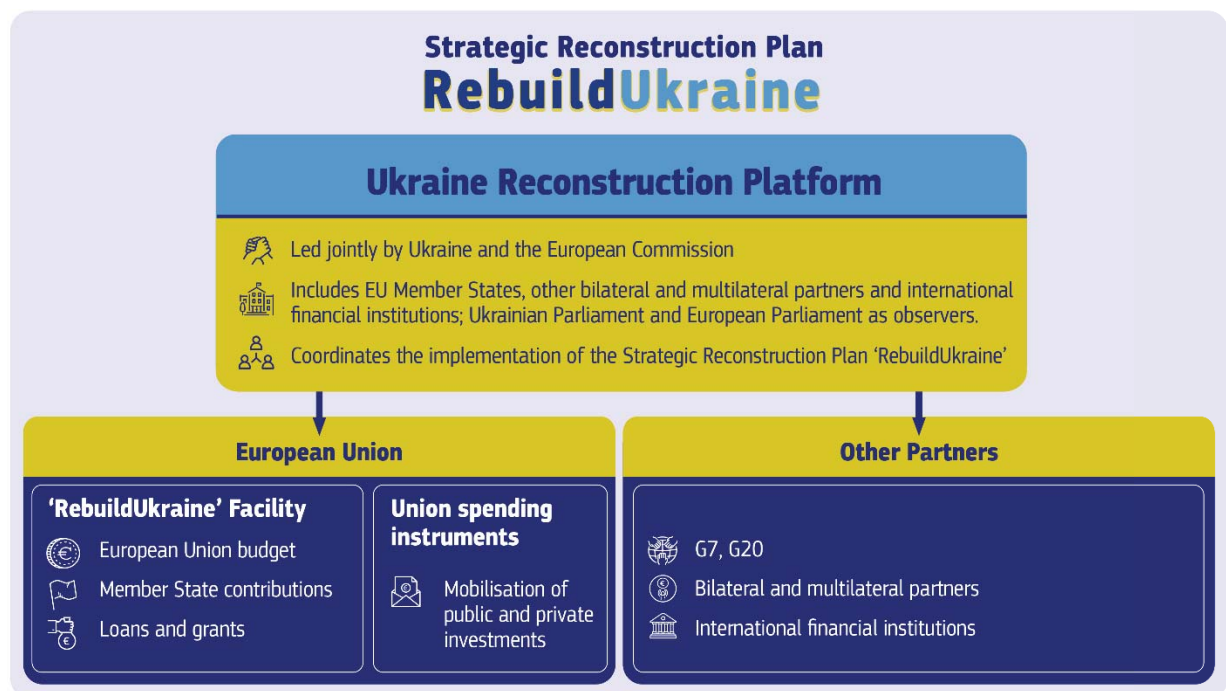 Strategic Reconstruction Plan
RebuildUkraine
Ukraine Reconstruction Platform
Led jointly by Ukraine and the European Commission
Includes EU Member States, other bilateral and multilateral partners and international
financial institutions; Ukrainian Parliament and European Parliament as observers.
Coordinates the implementation of the Strategic Reconstruction Plan ‘RebuildUkraine’
European Union
‘RebuildUkraine’ Facility
European Union budget
Member State contributions
Loans and grants
Union spending
instruments
Mobilisation of
public and private
investments
Other Partners
G7, G20
Bilateral and multilateral partners
International financial institutions